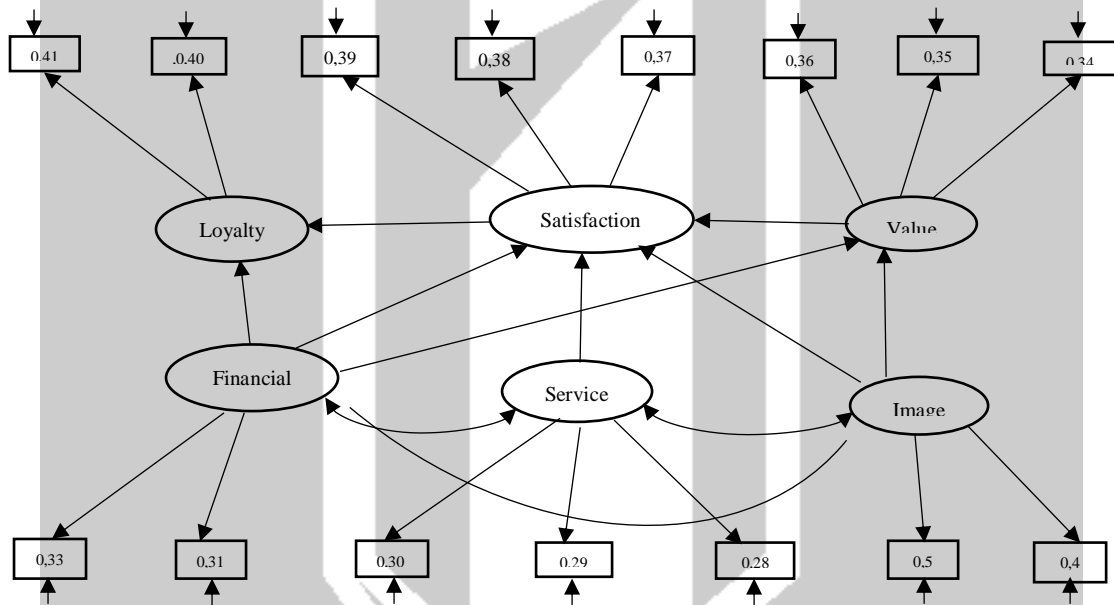 0.41 .0.40 0,39 0,38 0,37 0,36 0,35 0.34
Loyalty Satisfaction Value
Financial Service Image
0,33 0,31 0.30 0.29 0.28 0.5 0,4